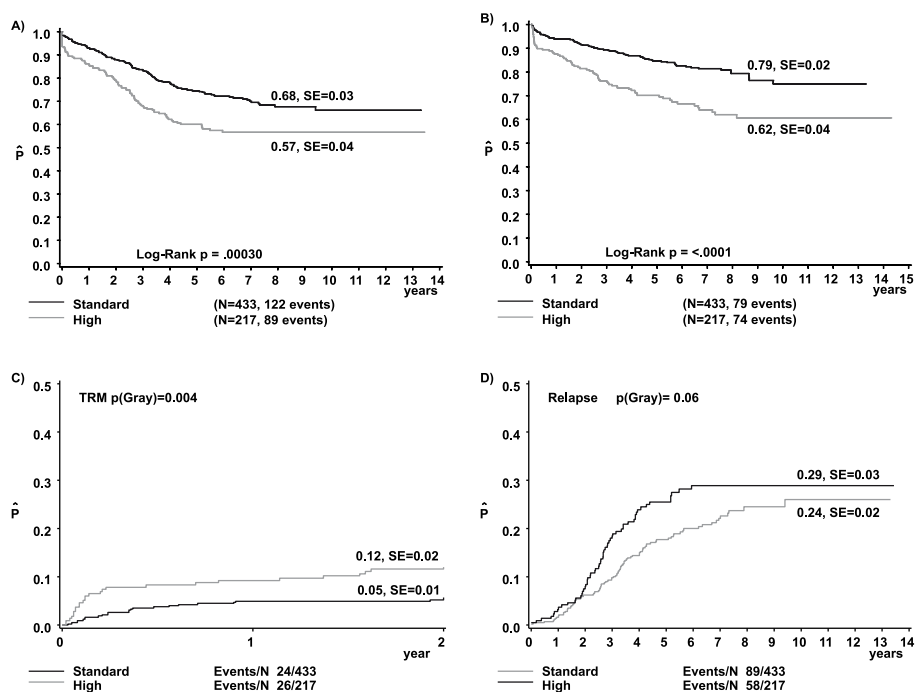 A)
1.0
0.9
0.8
0.7
0.6
0.5
0.4
0.3
0.2
0.1
0.0
P̂
0.68, SE=0.03
0.57, SE=0.04
Log-Rank p = .00030
0 1 2 3 4 5 6 7 8 9 10 11 12 13 14
years
Standard (N=433, 122 events)
High (N=217, 89 events)
B)
1.0
0.9
0.8
0.7
0.6
0.5
0.4
0.3
0.2
0.1
0.0
P̂
0.79, SE=0.02
0.62, SE=0.04
Log-Rank p = <.0001
0 1 2 3 4 5 6 7 8 9 10 11 12 13 14 15
years
Standard (N=433, 79 events)
High (N=217, 74 events)
C)
0.5
0.4
0.3
0.2
0.1
0.0
P̂
TRM p(Gray)=0.004
0.12, SE=0.02
0.05, SE=0.01
0 1 2
year
Standard Events/N 24/433
High Events/N 26/217
D)
0.5
0.4
0.3
0.2
0.1
0.0
P̂
Relapse p(Gray)= 0.06
0.29, SE=0.03
0.24, SE=0.02
0 1 2 3 4 5 6 7 8 9 10 11 12 13 14
years
Standard Events/N 89/433
High Events/N 58/217